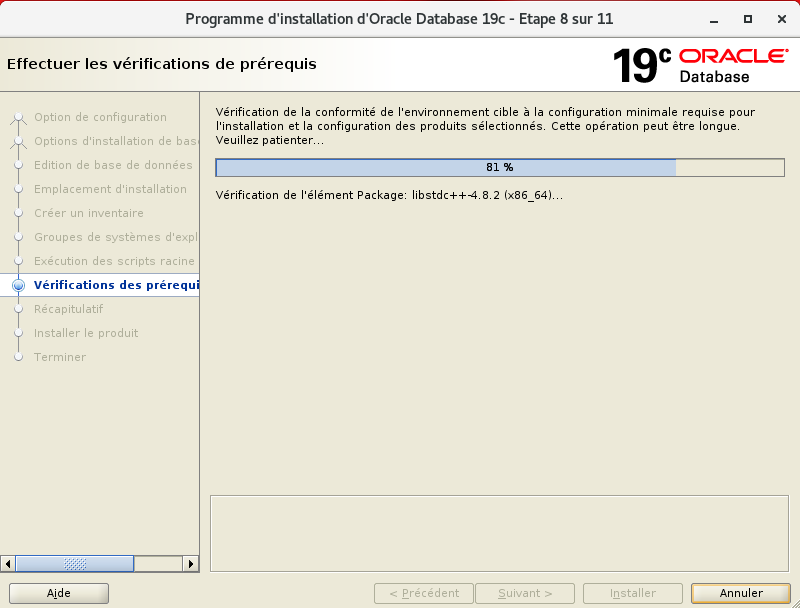 Programme d'installation d'Oracle Database 19c - Etape 8 sur 11
Effectuer les vérifications de prérequis
19c ORACLE
Database
Option de configuration
Options d'installation de base
Edition de base de données
Emplacement d'installation
Créer un inventaire
Groupes de systèmes d'expl
Exécution des scripts racine
Vérifications des prérequi
Récapitulatif
Installer le produit
Terminer
Vérification de la conformité de l'environnement cible à la configuration minimale requise pour
l'installation et la configuration des produits sélectionnés. Cette opération peut être longue.
Veuillez patienter...
81 %
Vérification de l'élément Package: libstdc++-4.8.2 (x86_64)...
Aide
< Précédent
Suivant >
Installer
Annuler